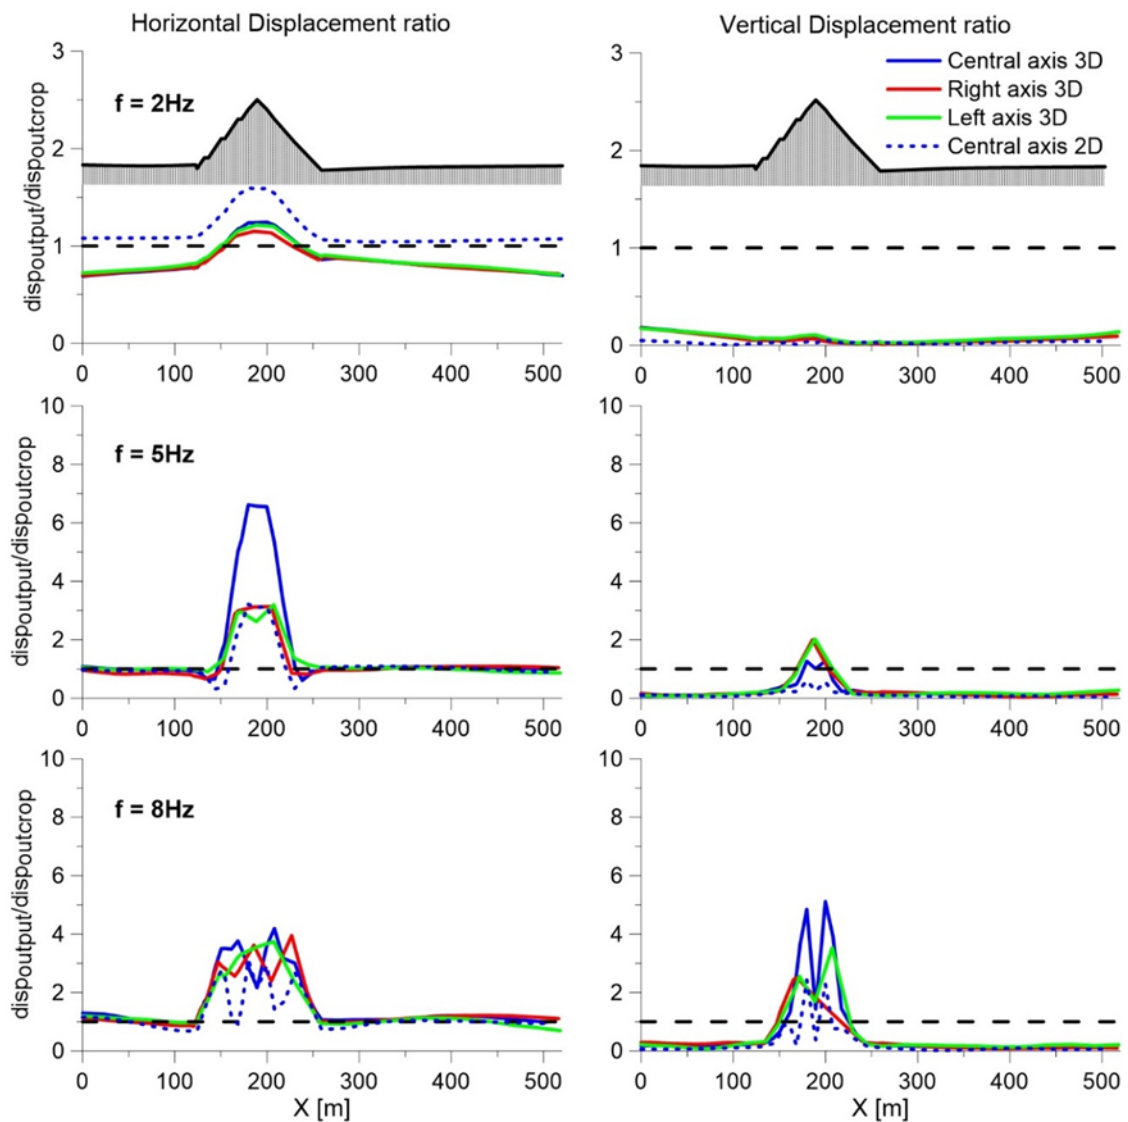 Horizontal Displacement ratio
Vertical Displacement ratio
Central axis 3D
Right axis 3D
Left axis 3D
Central axis 2D
f = 2Hz
dispoutput/dispoutcrop
3
2
1
0
0 100 200 300 400 500
3
2
1
0
0 100 200 300 400 500
f = 5Hz
dispoutput/dispoutcrop
10
8
6
4
2
0
0 100 200 300 400 500
10
8
6
4
2
0
0 100 200 300 400 500
f = 8Hz
dispoutput/dispoutcrop
10
8
6
4
2
0
0 100 200 300 400 500
X [m]
10
8
6
4
2
0
0 100 200 300 400 500
X [m]